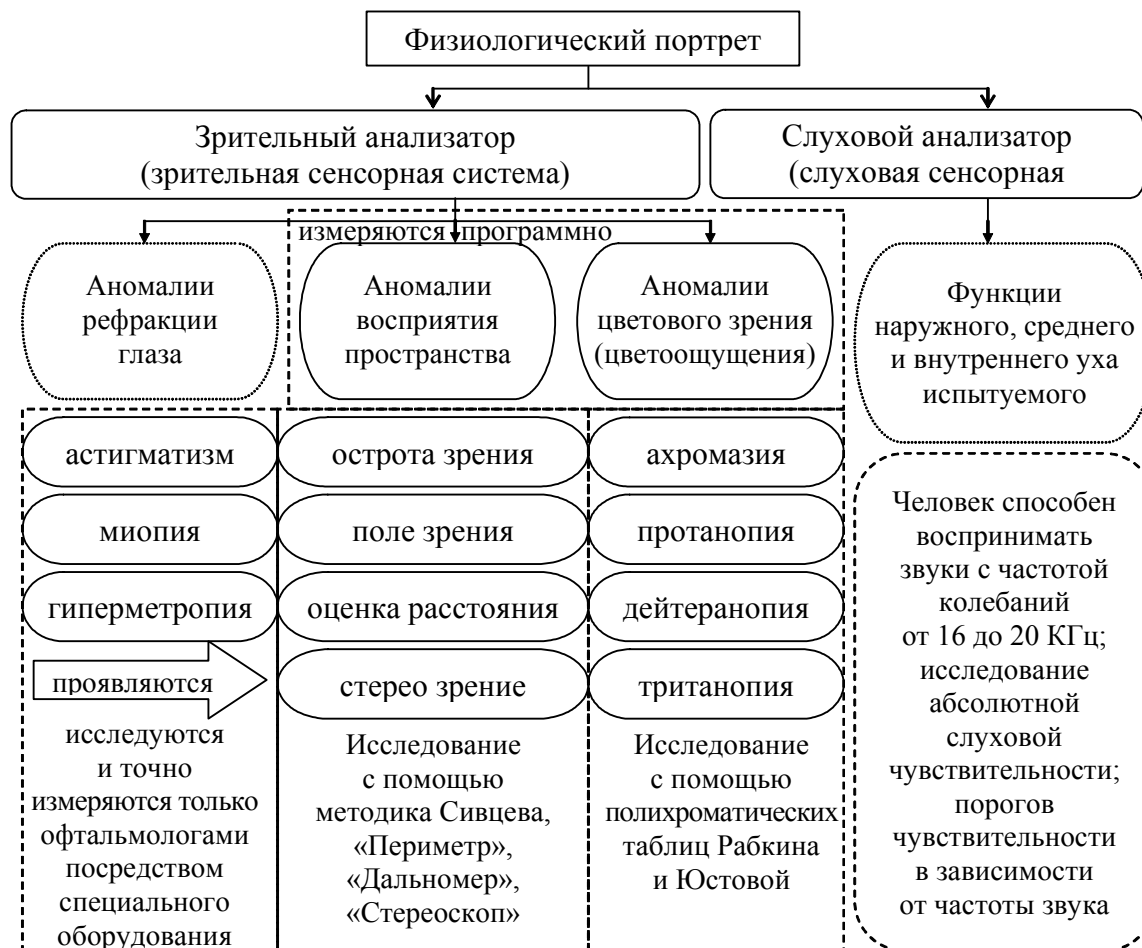 Физиологический портрет
Зрительный анализатор
(зрительная сенсорная система)
Слуховой анализатор
(слуховая сенсорная
измеряются программно
Аномалии
рефракции
глаза
Аномалии
восприятия
пространства
Аномалии
цветового зрения
(цветоощущения)
Функции
наружного, среднего
и внутреннего уха
испытуемого
астигматизм
миопия
гиперметропия
проявляются
исследуются
и точно
измеряются только
офтальмологами
посредством
специального
оборудования
острота зрения
поле зрения
оценка расстояния
стерео зрение
Исследование
с помощью
методика Сивцева,
«Периметр»,
«Дальномер»,
«Стереоскоп»
ахромазия
протанопия
дейтеранопия
тританопия
Исследование
с помощью
полихроматических
таблиц Рабкина
и Юстовой
Человек способен
воспринимать
звуки с частотой
колебаний
от 16 до 20 КГц;
исследование
абсолютной
слуховой
чувствительности;
порогов
чувствительности
в зависимости
от частоты звука